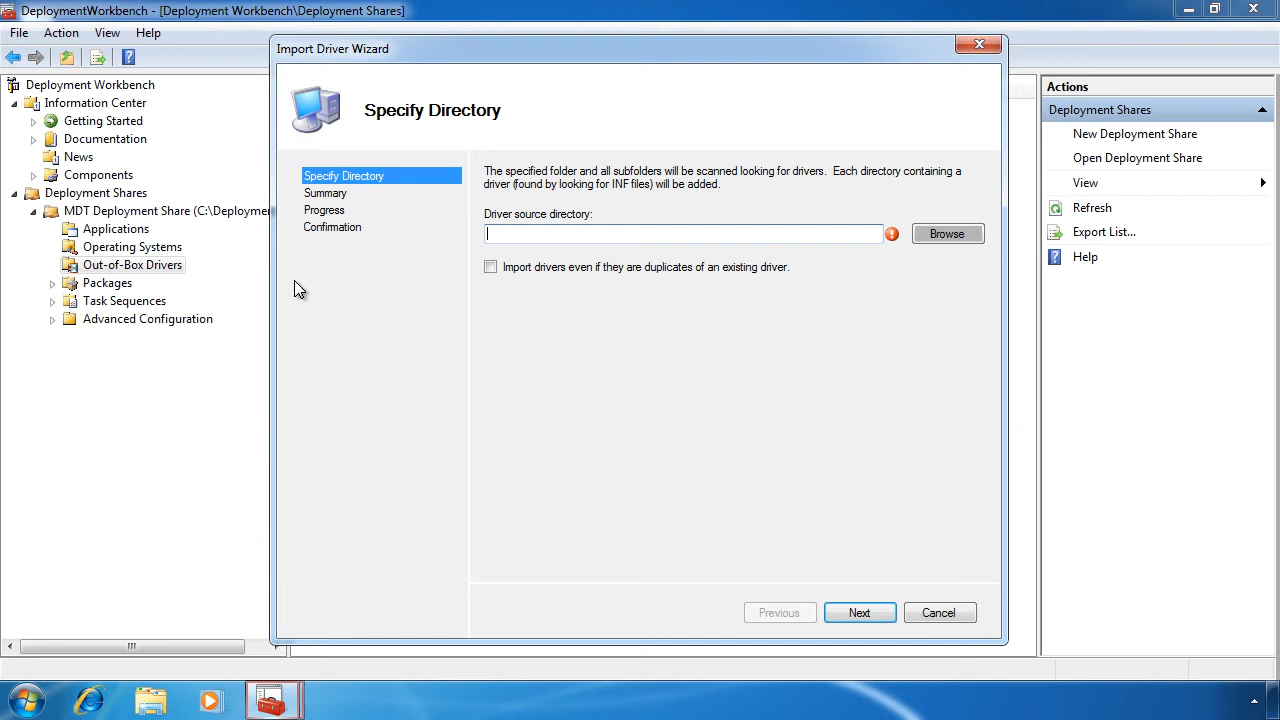 DeploymentWorkbench - [Deployment Workbench\Deployment Shares]
File Action View Help
Deployment Workbench
Information Center
Getting Started
Documentation
News
Components
Deployment Shares
MDT Deployment Share (C:\Deployme
Applications
Operating Systems
Out-of-Box Drivers
Packages
Task Sequences
Advanced Configuration
Import Driver Wizard
Specify Directory
Specify Directory
Summary
Progress
Confirmation
The specified folder and all subfolders will be scanned looking for drivers. Each directory containing a
driver (found by looking for INF files) will be added.
Driver source directory:
Browse
Import drivers even if they are duplicates of an existing driver.
Previous Next Cancel
Actions
Deployment Shares
New Deployment Share
Open Deployment Share
View
Refresh
Export List...
Help